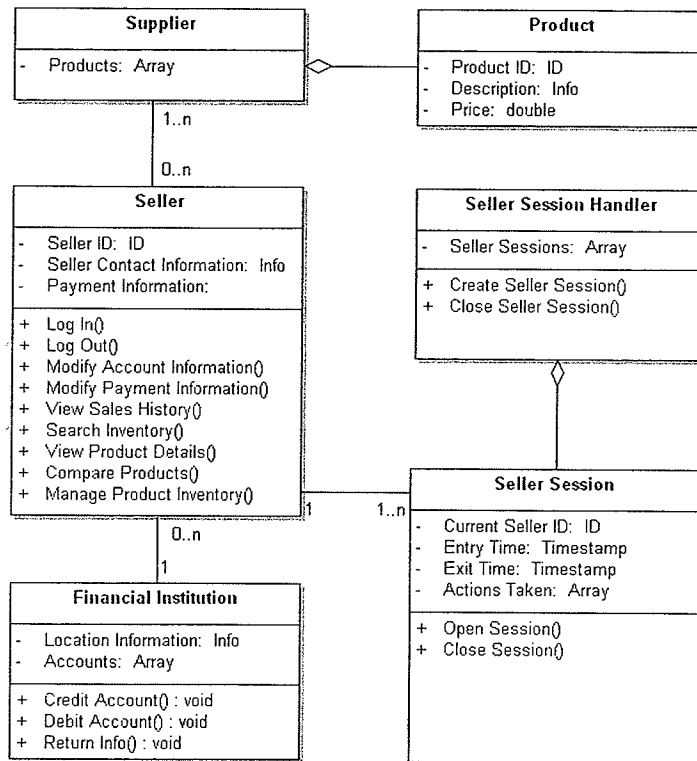 Supplier
- Products: Array
Product
- Product ID: ID
- Description: Info
- Price: double
1..n
0..n
Seller
- Seller ID: ID
- Seller Contact Information: Info
- Payment Information:
+ Log In()
+ Log Out()
+ Modify Account Information()
+ Modify Payment Information()
+ View Sales History()
+ Search Inventory()
+ View Product Details()
+ Compare Products()
+ Manage Product Inventory()
Seller Session Handler
- Seller Sessions: Array
+ Create Seller Session()
+ Close Seller Session()
1
1..n
Seller Session
- Current Seller ID: ID
- Entry Time: Timestamp
- Exit Time: Timestamp
- Actions Taken: Array
+ Open Session()
+ Close Session()
0..n
1
Financial Institution
- Location Information: Info
- Accounts: Array
+ Credit Account() : void
+ Debit Account() : void
+ Return Info() : void